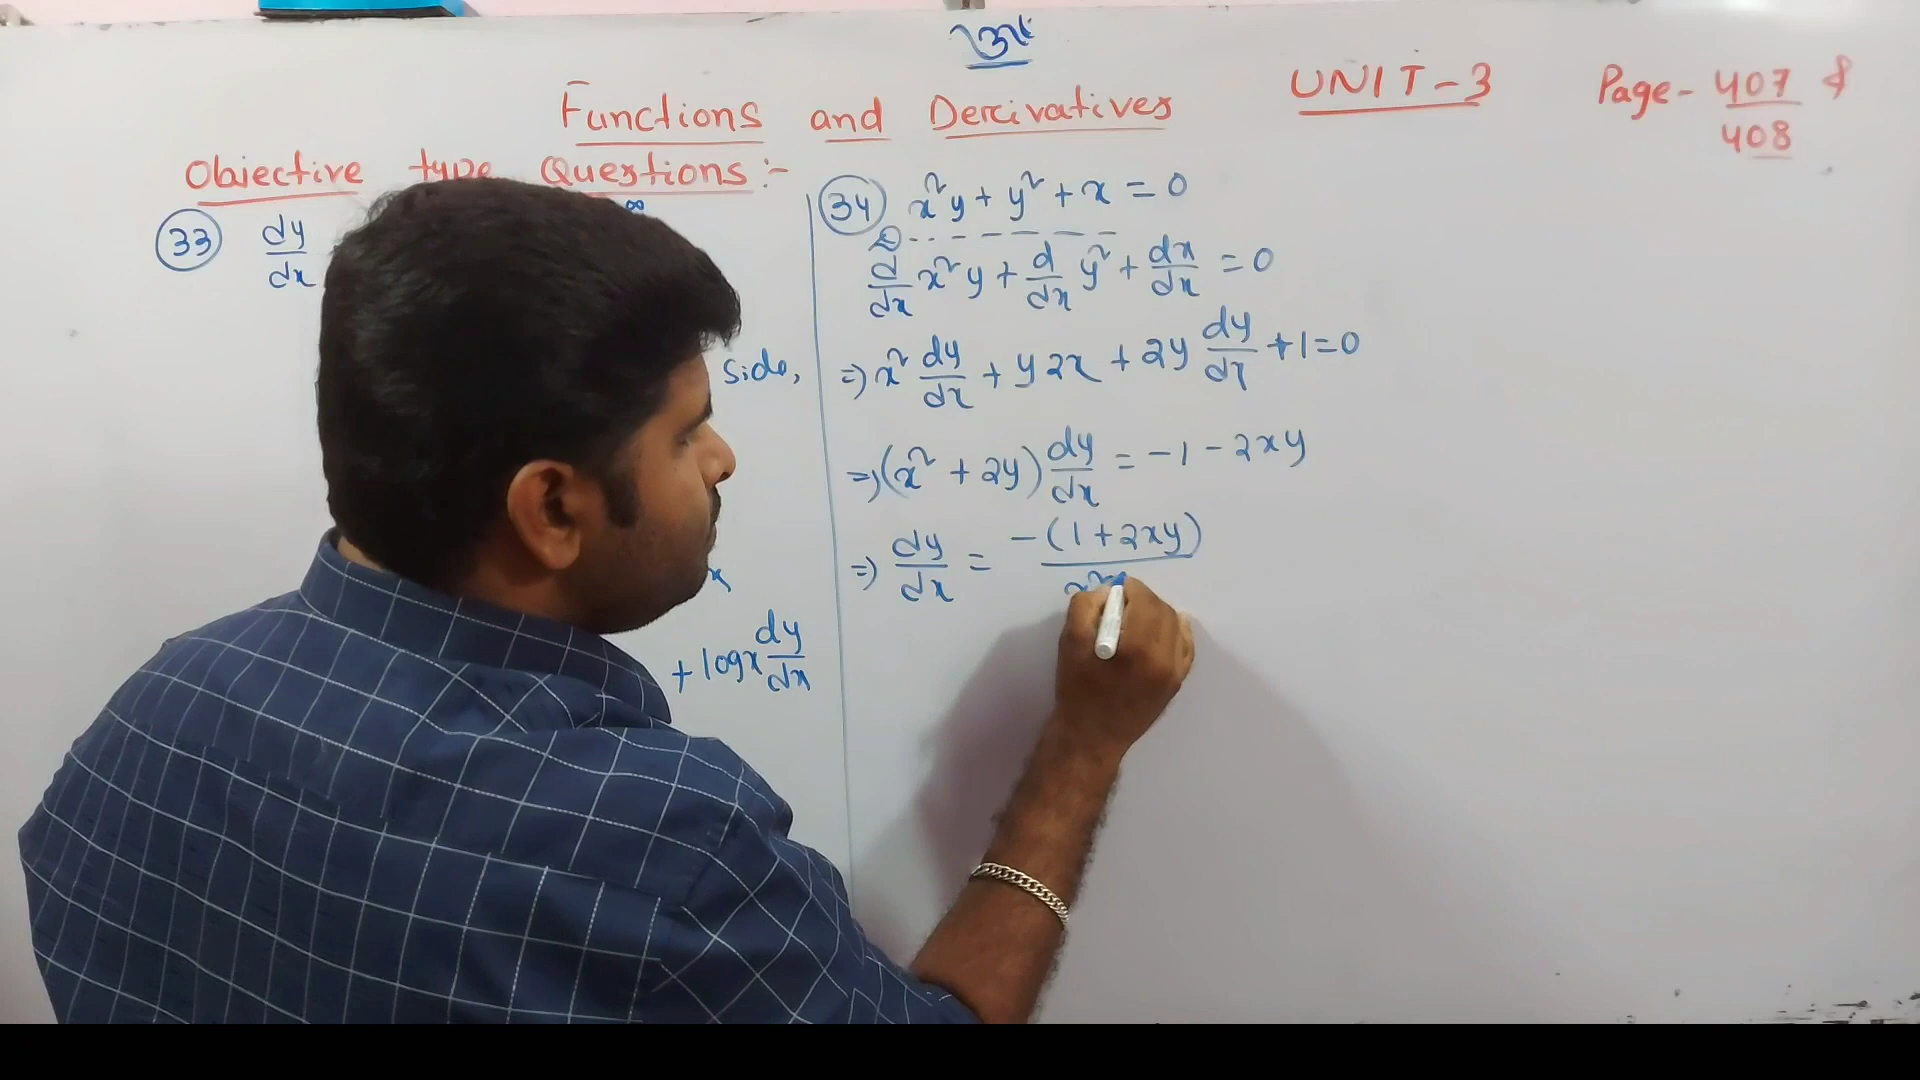 Functions and Derivatives UNIT-3 Page- 407 &
408
Objective type Questions:-
33 dy/dx
side,
+ logx dy/dx
34 x²y + y² + x = 0
d/dx x²y + d/dx y² + dx/dx = 0
⇒ x² dy/dx + y2x + 2y dy/dx + 1 = 0
⇒ (x² + 2y) dy/dx = -1 - 2xy
⇒ dy/dx = -(1 + 2xy)/x²